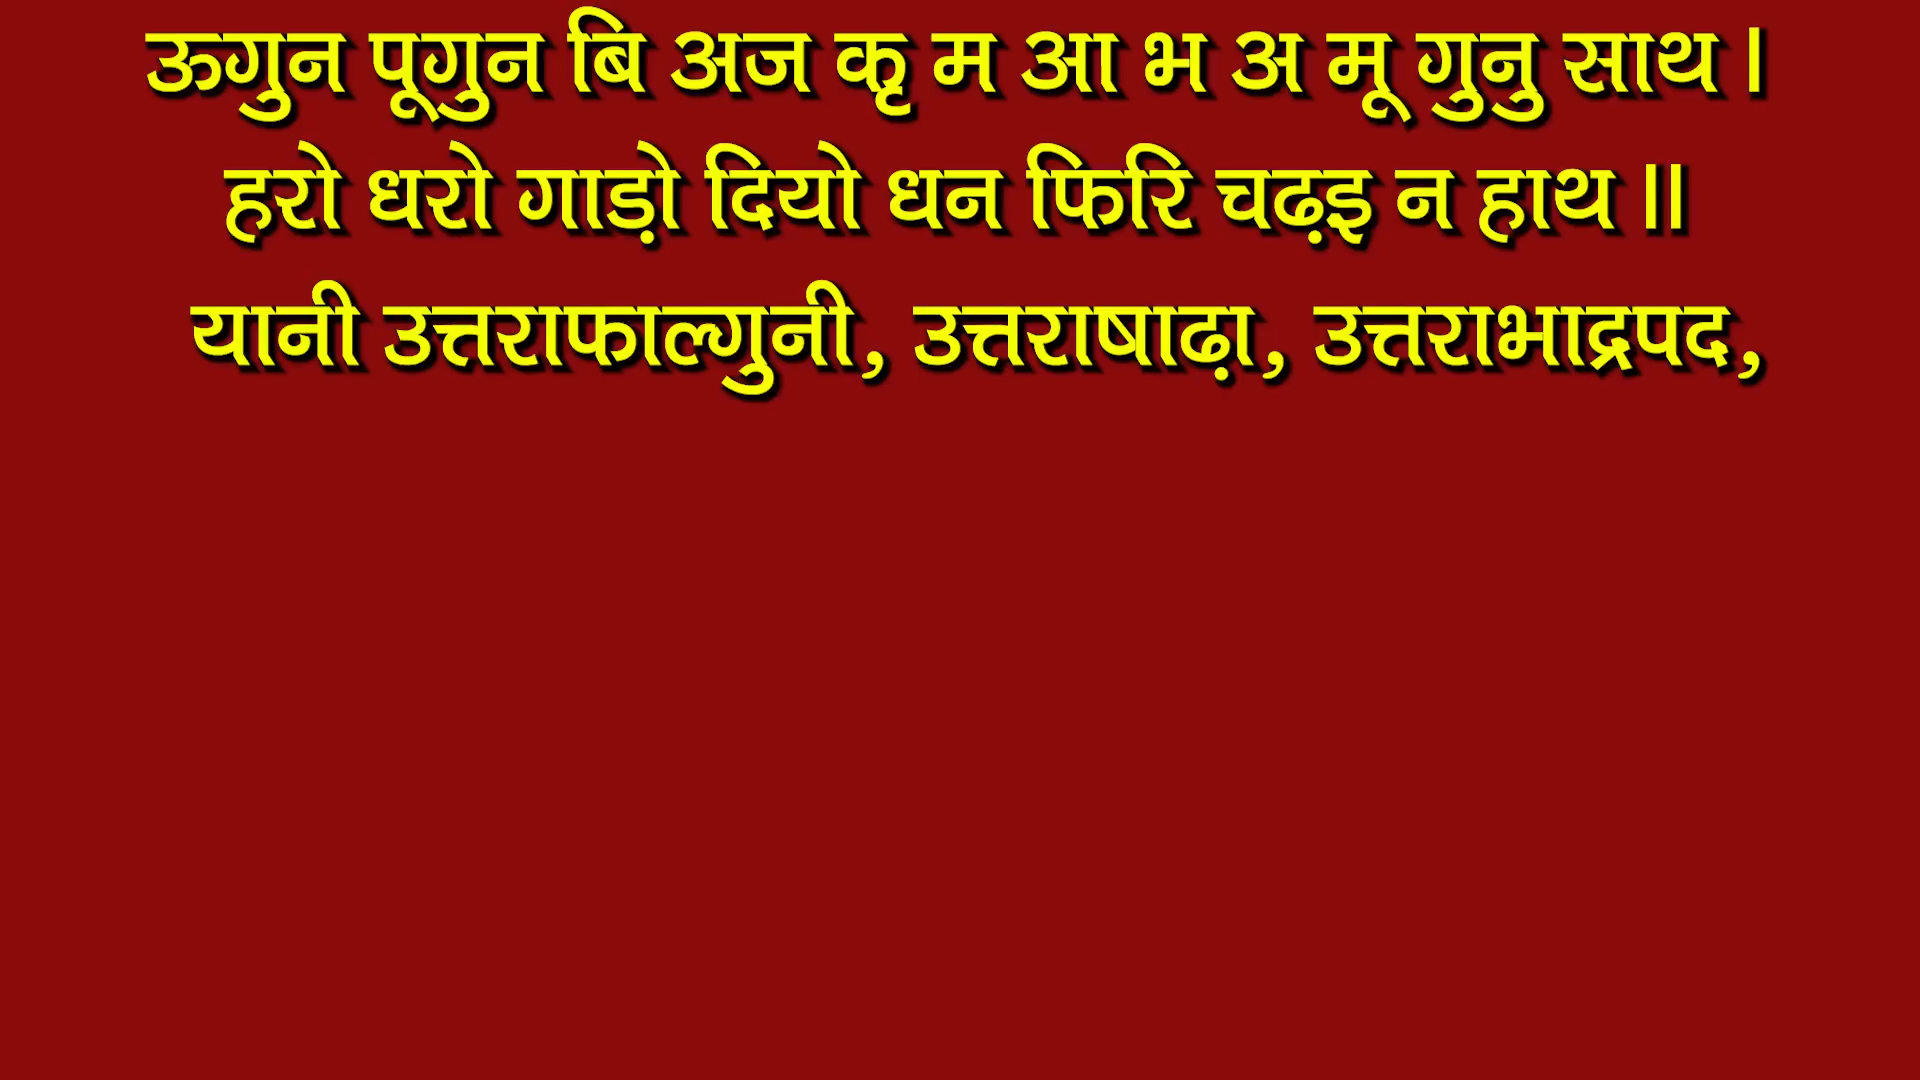 ऊगुन पूगुन बि अज कृ म आ भ अ मू गुनु साथ ।
हरो धरो गाड़ो दियो धन फिरि चढ़इ न हाथ ॥
यानी उत्तराफाल्गुनी, उत्तराषाढ़ा, उत्तराभाद्रपद,